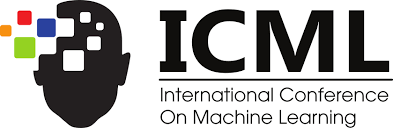 ICML
International Conference
On Machine Learning